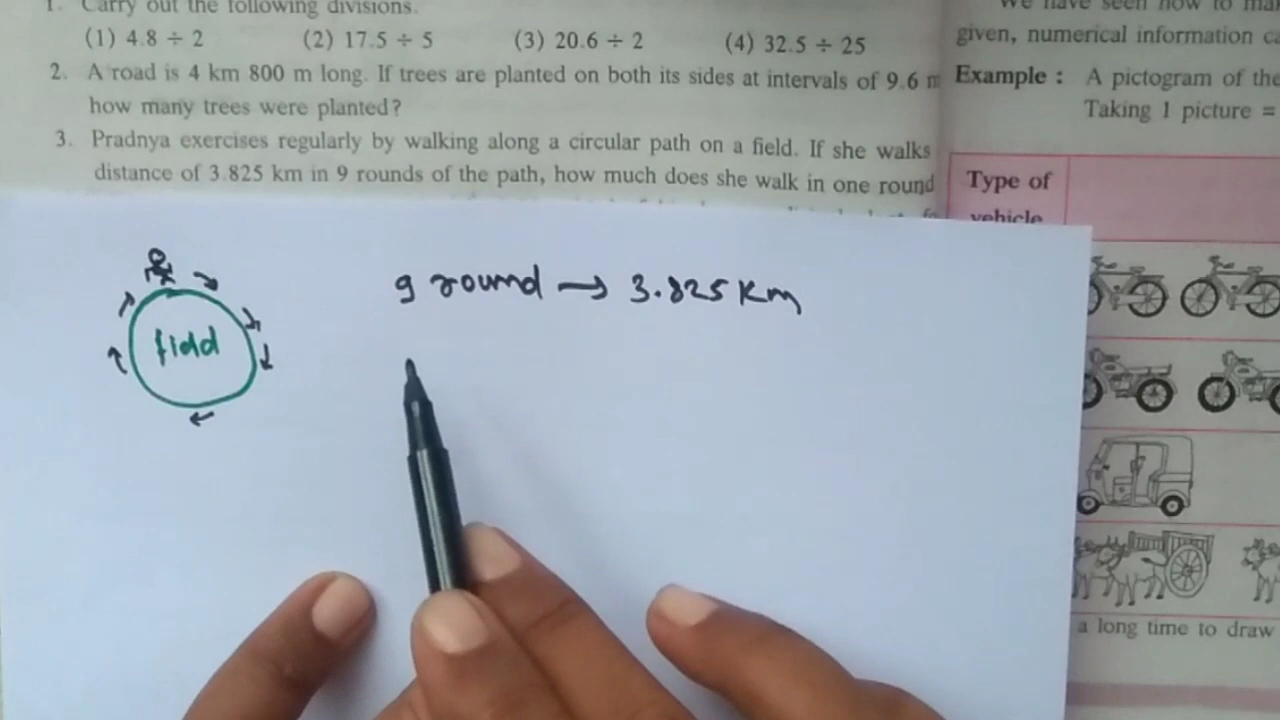 1. Carry out the following divisions.
(1) 4.8 ÷ 2 (2) 17.5 ÷ 5 (3) 20.6 ÷ 2 (4) 32.5 ÷ 25
2. A road is 4 km 800 m long. If trees are planted on both its sides at intervals of 9.6 m
how many trees were planted?
3. Pradnya exercises regularly by walking along a circular path on a field. If she walks
distance of 3.825 km in 9 rounds of the path, how much does she walk in one round
field
9 round → 3.825 Km
We have seen how to
given, numerical information
Example : A pictogram of the
Taking 1 picture =
Type of
vehicle
a long time to draw